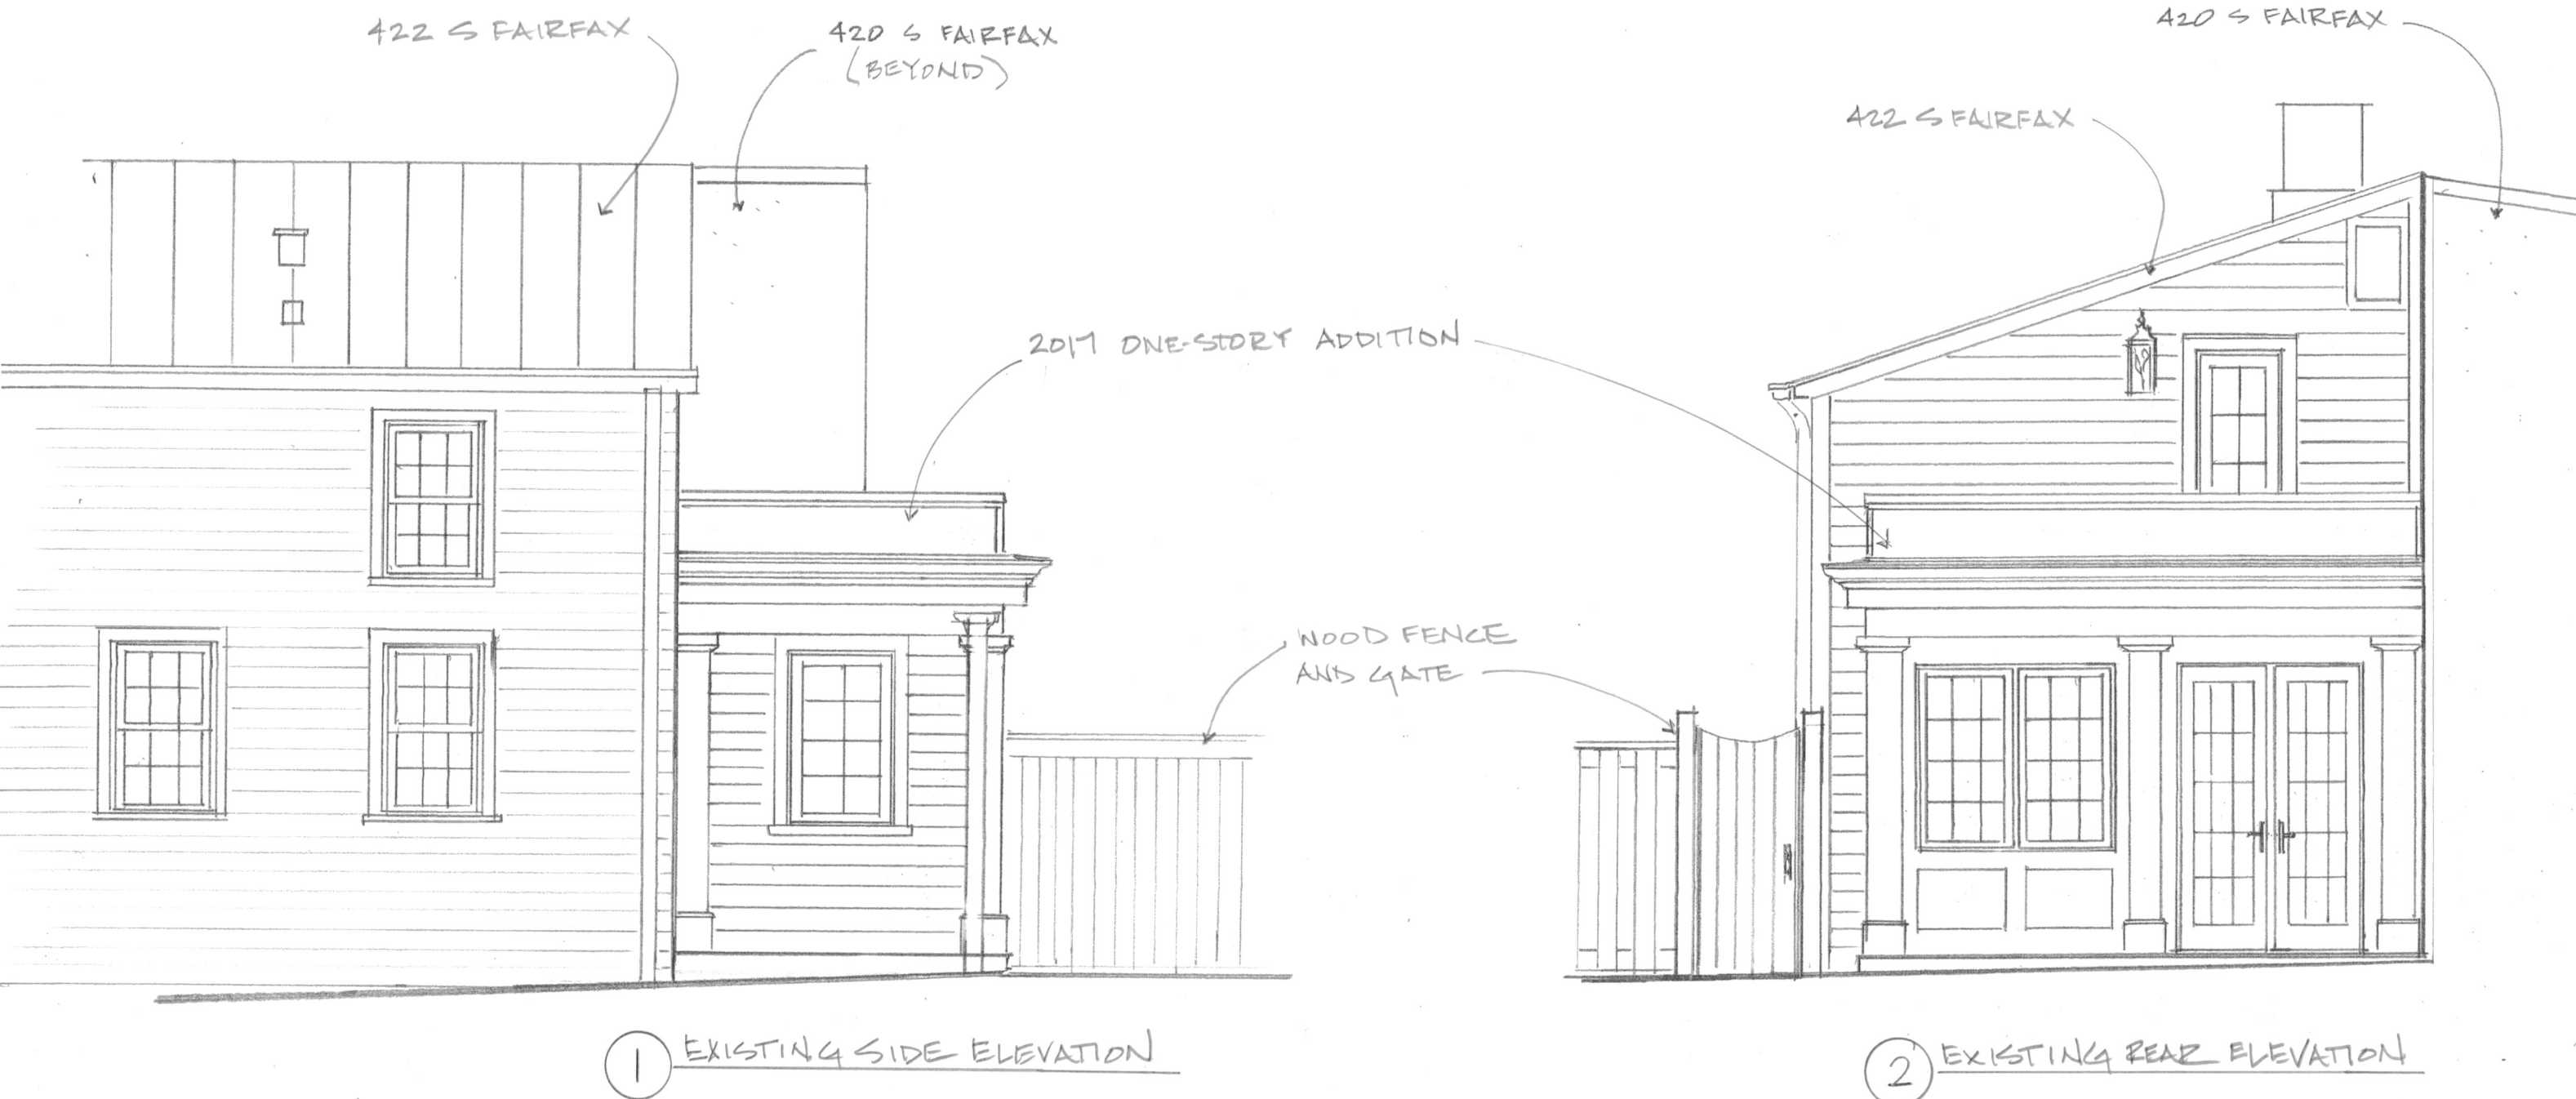 422 S FAIRFAX
420 S FAIRFAX
(BEYOND)
420 S FAIRFAX
422 S FAIRFAX
2017 ONE-STORY ADDITION
WOOD FENCE
AND GATE
1 EXISTING SIDE ELEVATION
2 EXISTING REAR ELEVATION